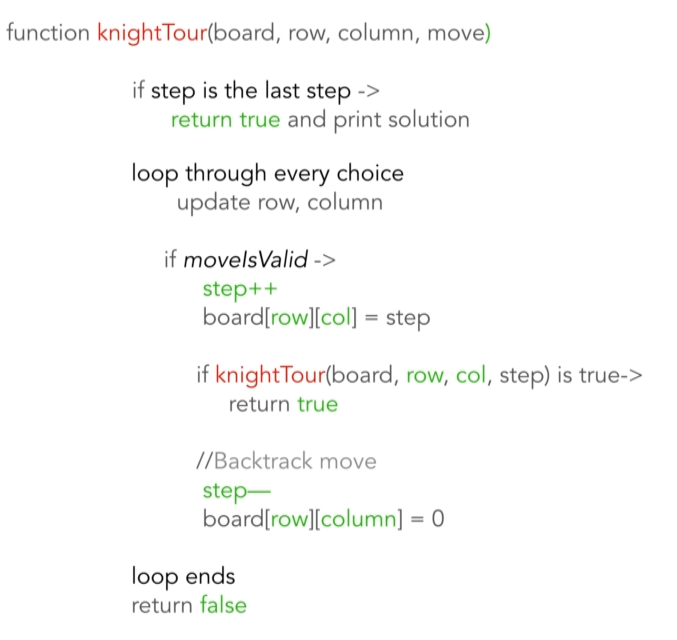 function knightTour(board, row, column, move)
if step is the last step ->
return true and print solution
loop through every choice
update row, column
if moveIsValid ->
step++
board[row][col] = step
if knightTour(board, row, col, step) is true->
return true
//Backtrack move
step—
board[row][column] = 0
loop ends
return false